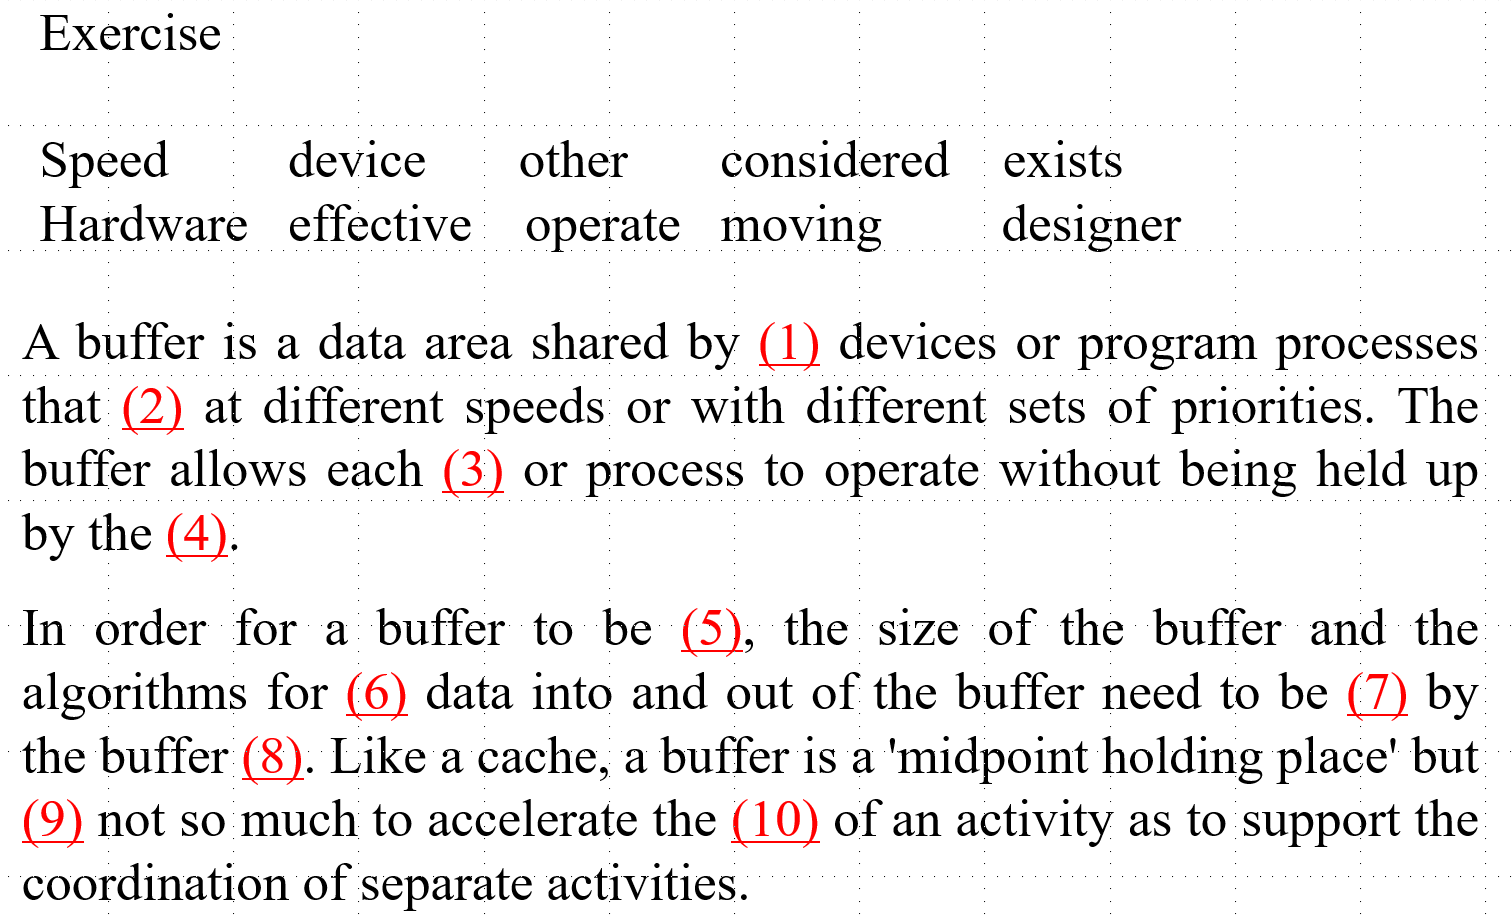 Exercise
Speed device other considered exists
Hardware effective operate moving designer
A buffer is a data area shared by (1) devices or program processes
that (2) at different speeds or with different sets of priorities. The
buffer allows each (3) or process to operate without being held up
by the (4).
In order for a buffer to be (5), the size of the buffer and the
algorithms for (6) data into and out of the buffer need to be (7) by
the buffer (8). Like a cache, a buffer is a 'midpoint holding place' but
(9) not so much to accelerate the (10) of an activity as to support the
coordination of separate activities.